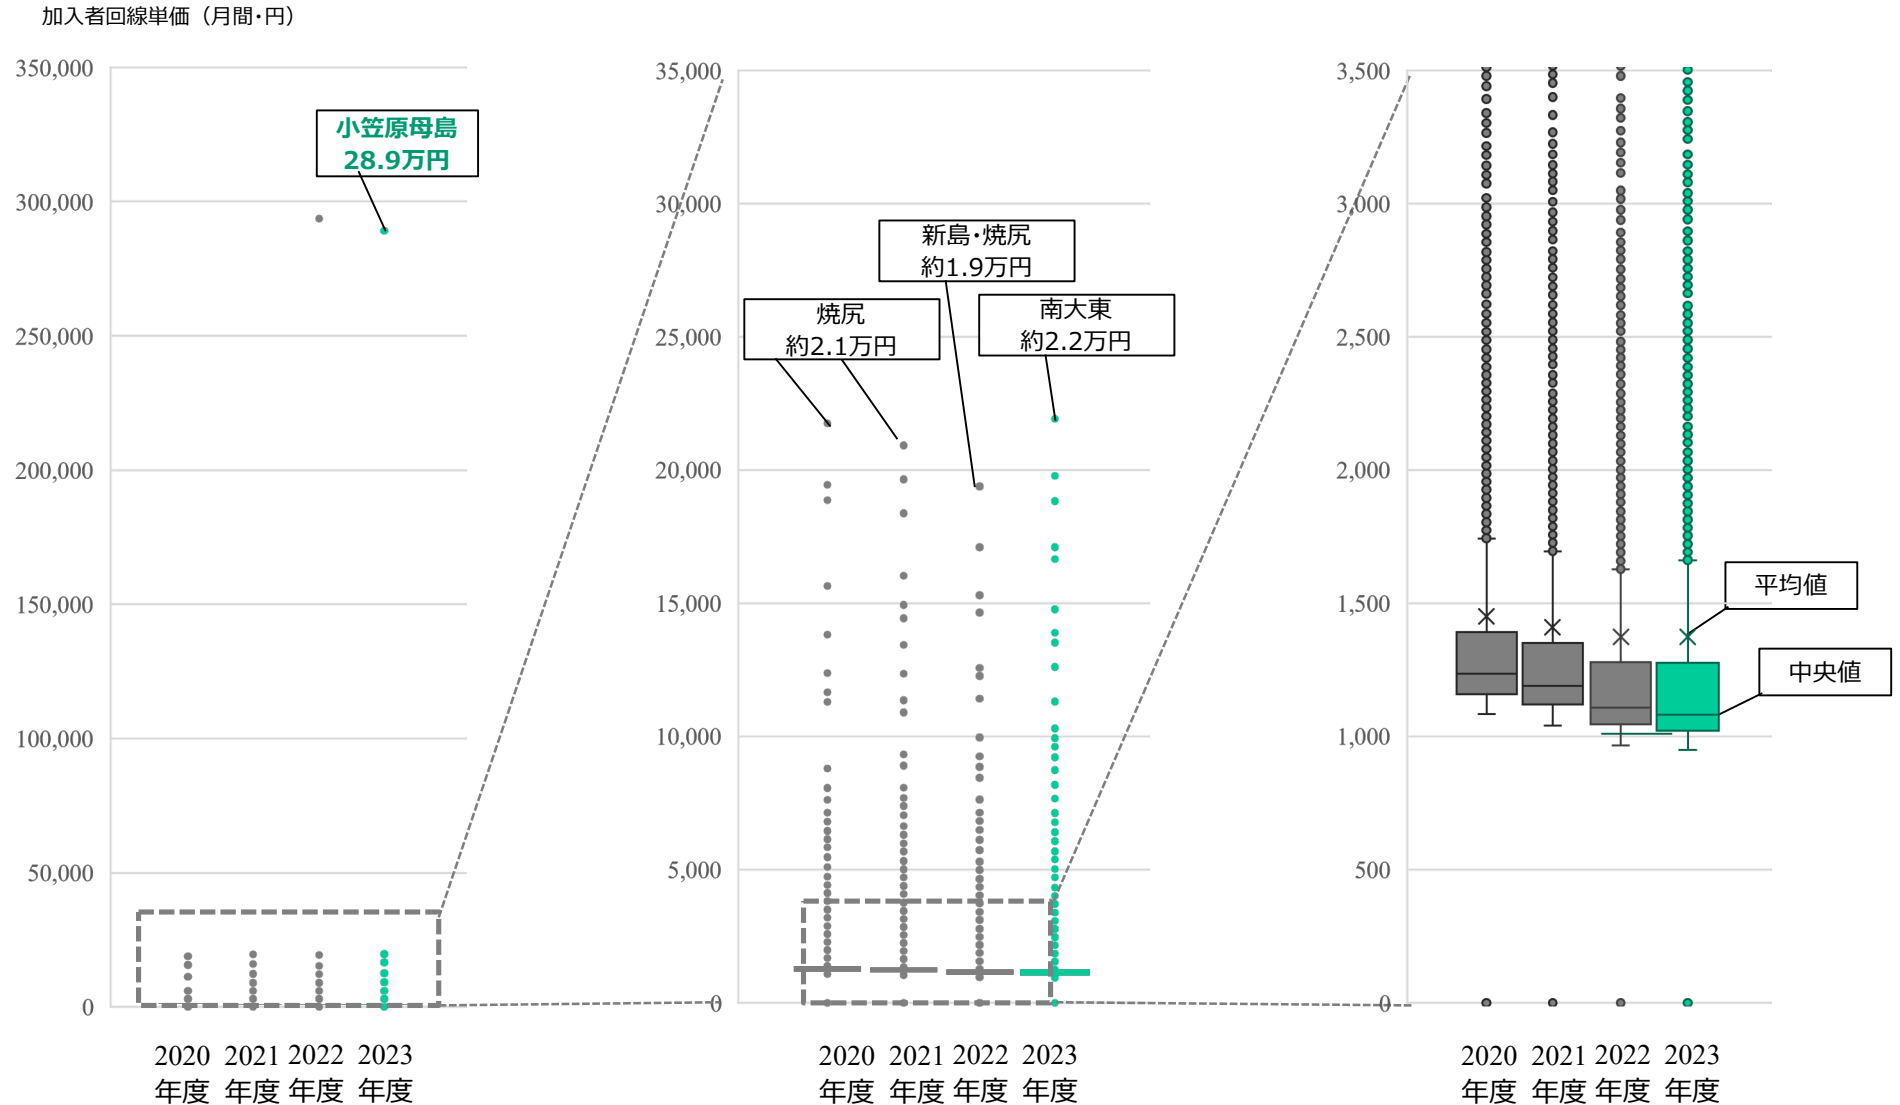 加入者回線単価（月間･円）
350,000
300,000
250,000
200,000
150,000
100,000
50,000
0
小笠原母島
28.9万円
2020
年度
2021
年度
2022
年度
2023
年度
35,000
30,000
25,000
20,000
15,000
10,000
5,000
0
焼尻
約2.1万円
新島･焼尻
約1.9万円
南大東
約2.2万円
2020
年度
2021
年度
2022
年度
2023
年度
3,500
3,000
2,500
2,000
1,500
1,000
500
0
平均値
中央値
2020
年度
2021
年度
2022
年度
2023
年度